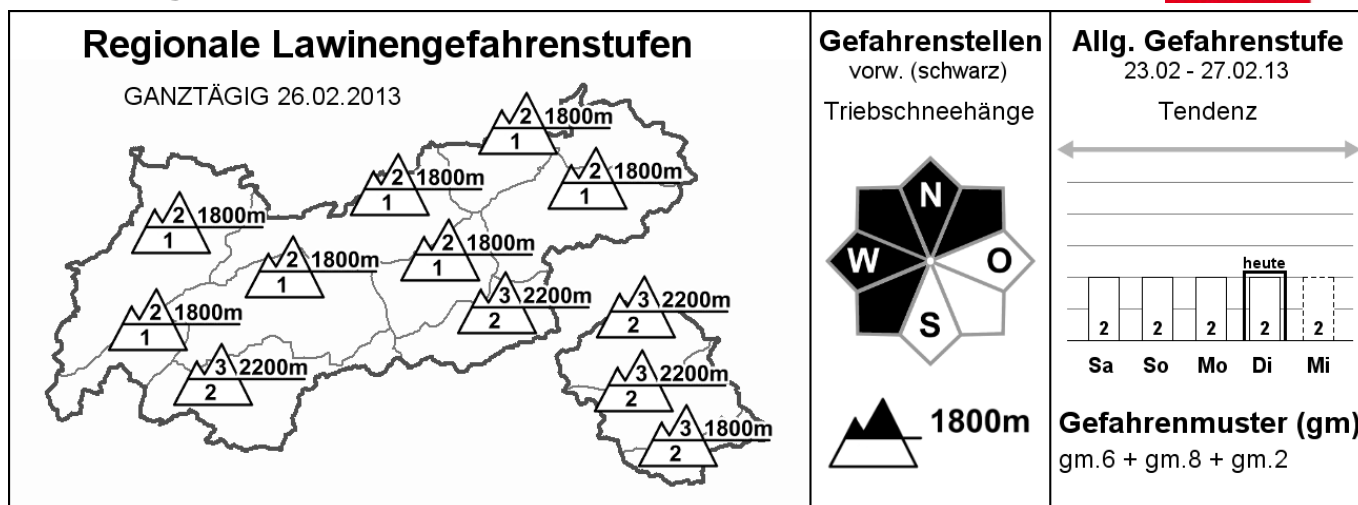 Regionale Lawinengefahrenstufen
GANZTÄGIG 26.02.2013
2 1800m
1
2 1800m
1
2 1800m
1
2 1800m
1
2 1800m
1
2 1800m
1
2 1800m
1
3 2200m
2
3 2200m
2
3 2200m
2
3 2200m
2
3 1800m
2
Gefahrenstellen
vorw. (schwarz)
Triebschneehänge
N
W
O
S
1800m
Allg. Gefahrenstufe
23.02 - 27.02.13
Tendenz
heute
2 2 2 2 2
Sa So Mo Di Mi
Gefahrenmuster (gm)
gm.6 + gm.8 + gm.2